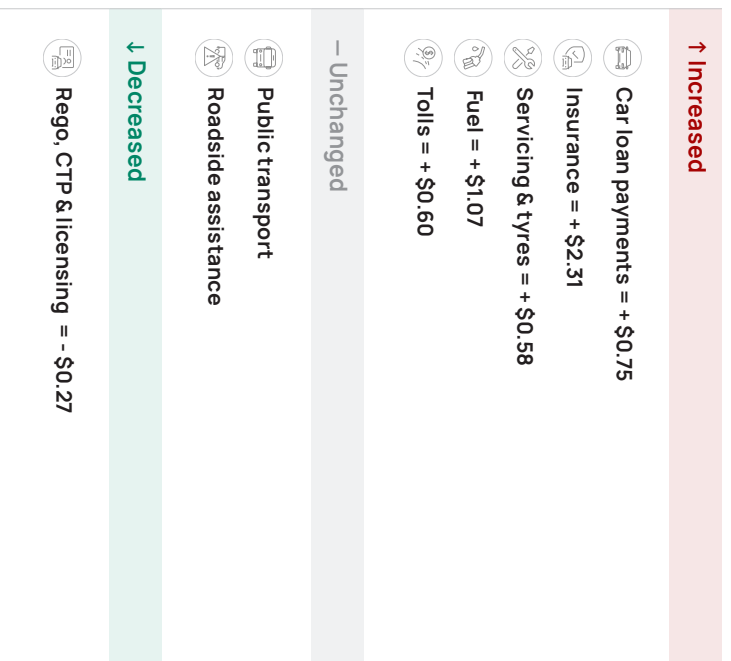 ↑ Increased
Car loan payments = + $0.75
Insurance = + $2.31
Servicing & tyres = + $0.58
Fuel = + $1.07
Tolls = + $0.60
— Unchanged
Public transport
Roadside assistance
↓ Decreased
Rego, CTP & licensing = - $0.27